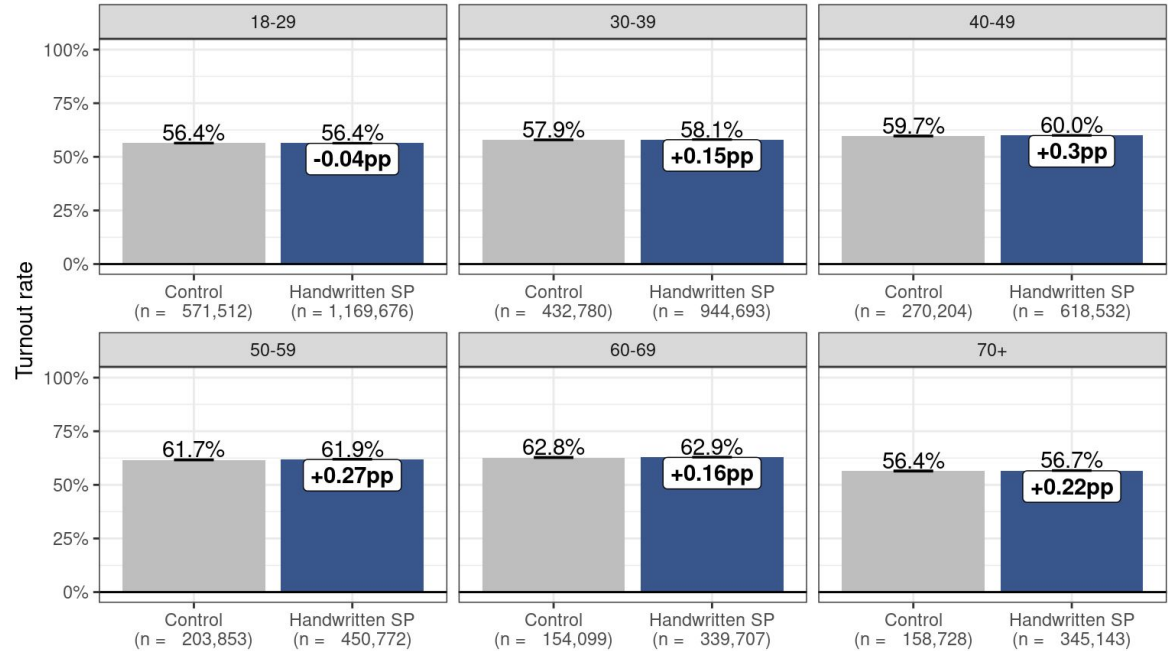 18-29 30-39 40-49
100%
75%
50%
25%
0%
56.4% 56.4%
-0.04pp
57.9% 58.1%
+0.15pp
59.7% 60.0%
+0.3pp
Control Handwritten SP Control Handwritten SP Control Handwritten SP
(n = 571,512) (n = 1,169,676) (n = 432,780) (n = 944,693) (n = 270,204) (n = 618,532)
Turnout rate
50-59 60-69 70+
100%
75%
50%
25%
0%
61.7% 61.9%
+0.27pp
62.8% 62.9%
+0.16pp
56.4% 56.7%
+0.22pp
Control Handwritten SP Control Handwritten SP Control Handwritten SP
(n = 203,853) (n = 450,772) (n = 154,099) (n = 339,707) (n = 158,728) (n = 345,143)